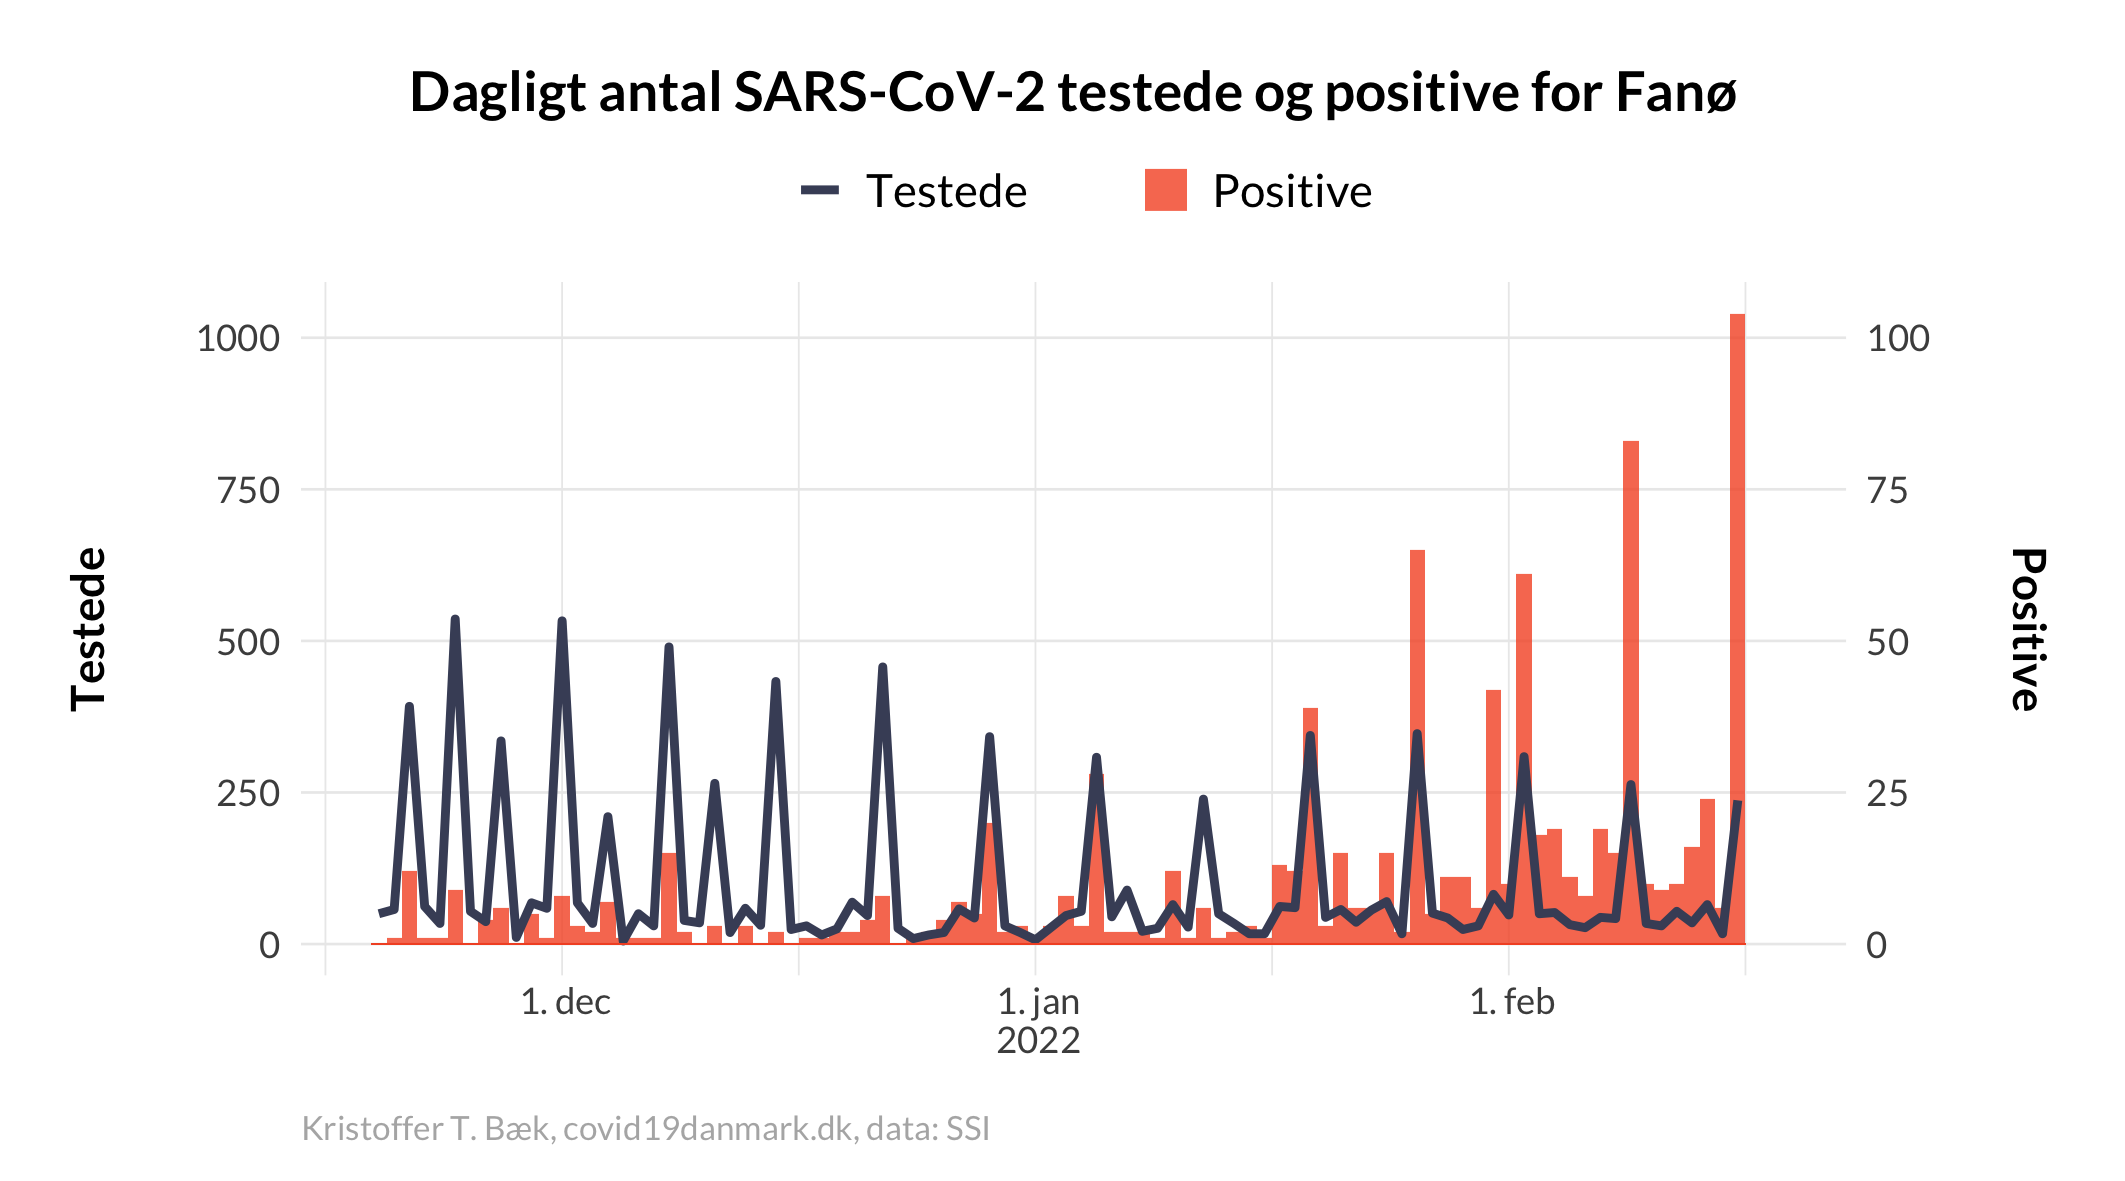 Dagligt antal SARS-CoV-2 testede og positive for Fanø
Testede
Positive
1000
750
500
250
0
100
75
50
25
0
Testede
Positive
1. dec
1. jan
2022
1. feb
Kristoffer T. Bæk, covid19danmark.dk, data: SSI